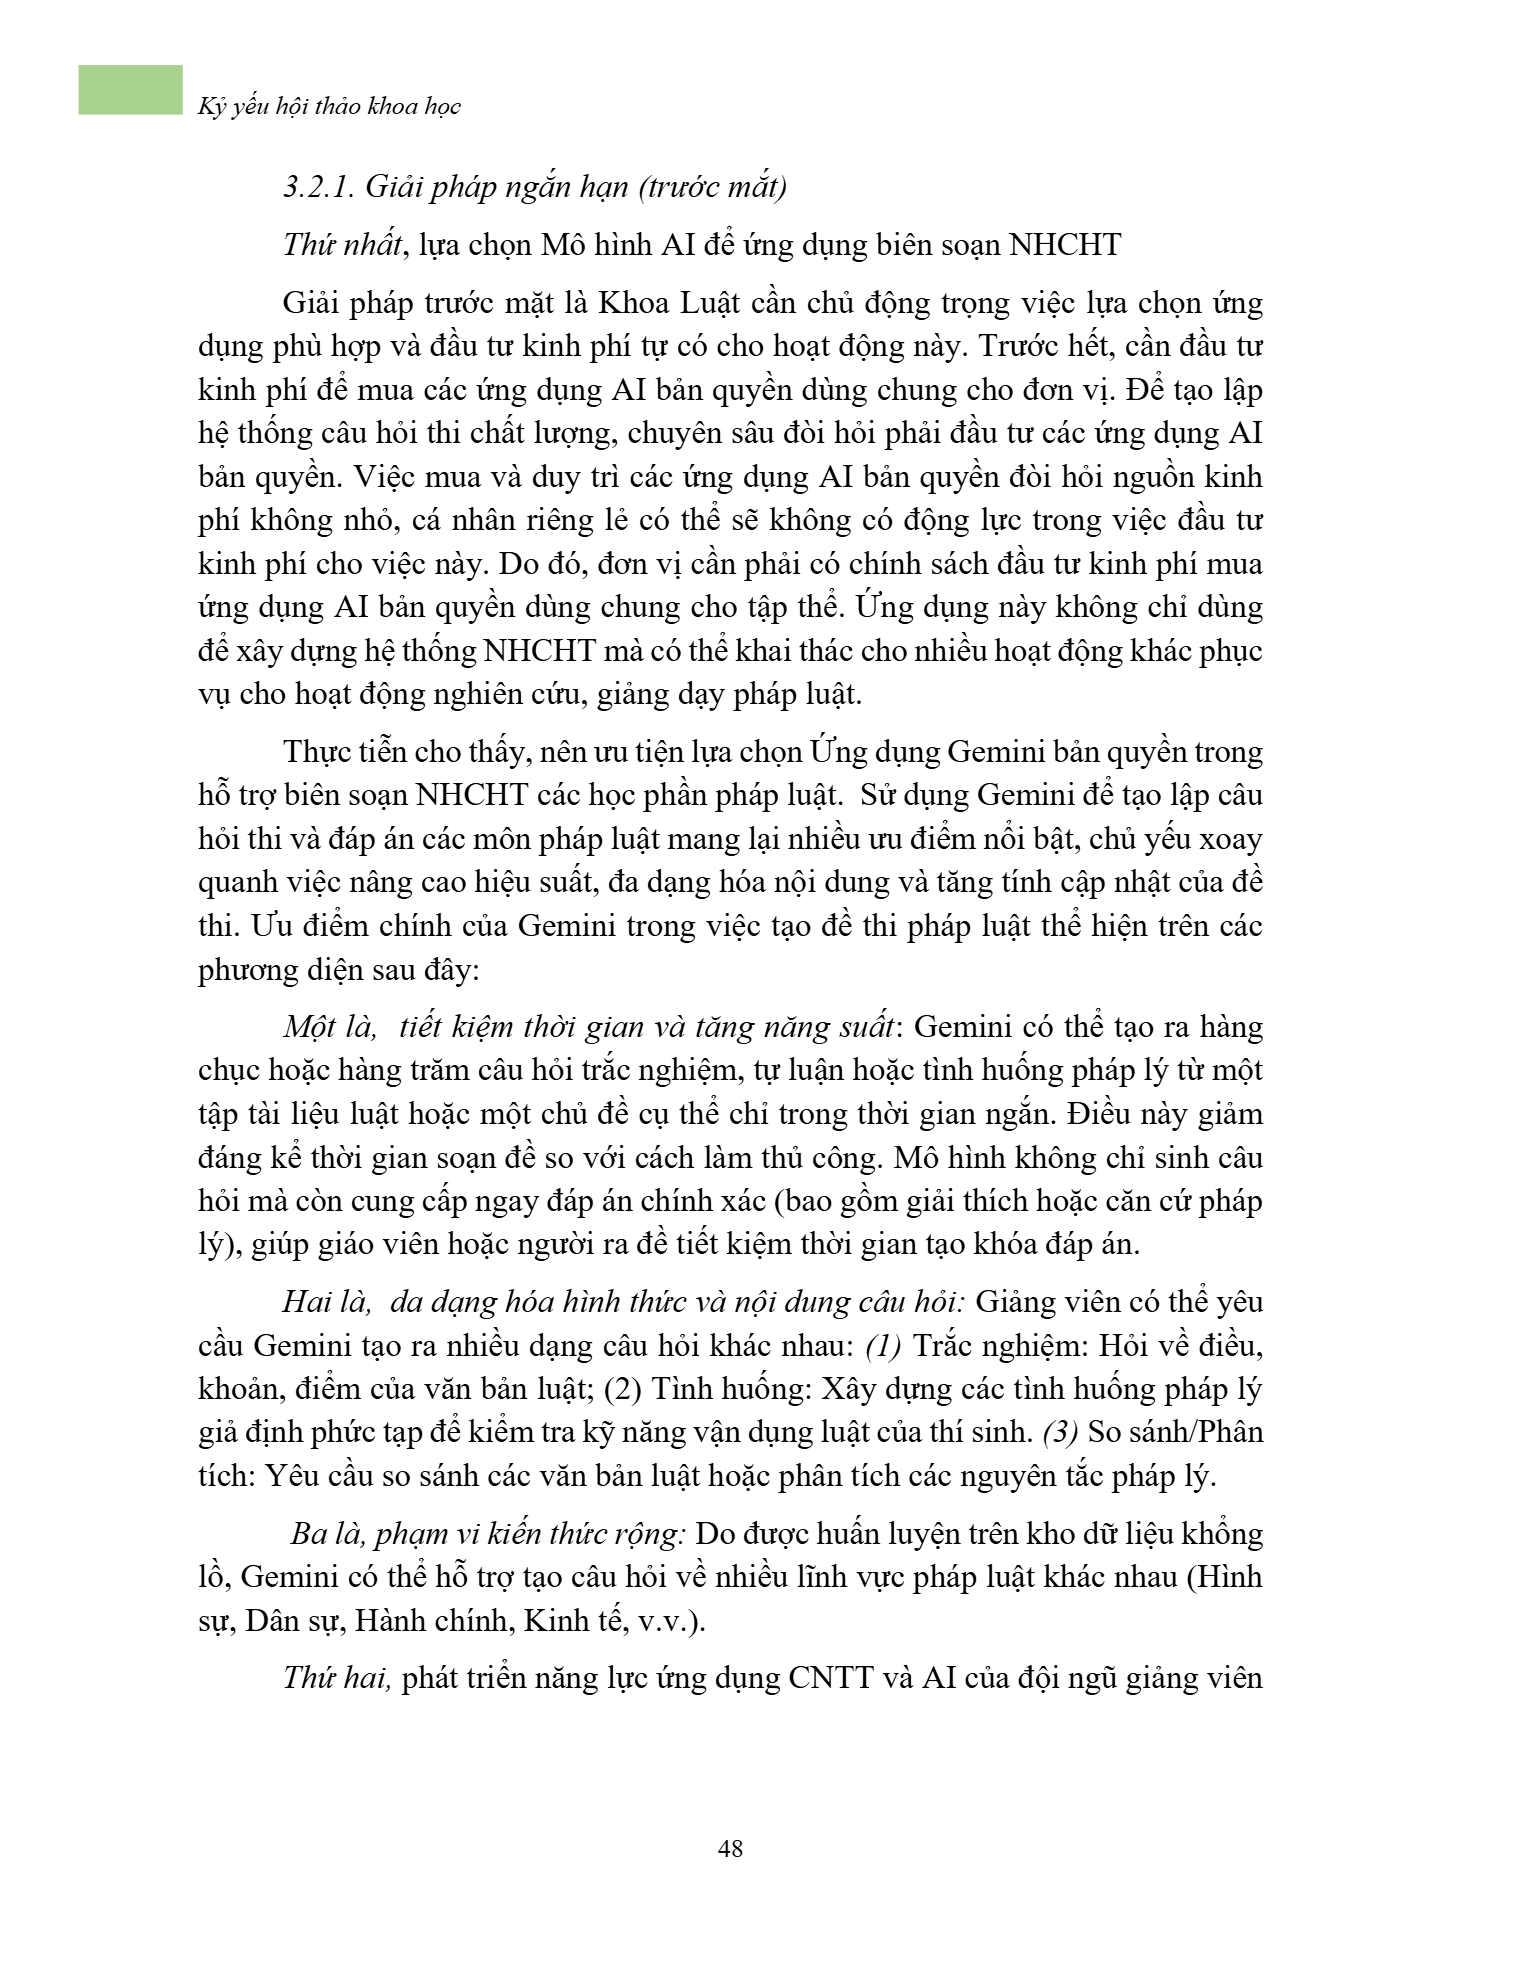 Kỷ yếu hội thảo khoa học
3.2.1. Giải pháp ngắn hạn (trước mắt)
Thứ nhất, lựa chọn Mô hình AI để ứng dụng biên soạn NHCHT
Giải pháp trước mặt là Khoa Luật cần chủ động trọng việc lựa chọn ứng
dụng phù hợp và đầu tư kinh phí tự có cho hoạt động này. Trước hết, cần đầu tư
kinh phí để mua các ứng dụng AI bản quyền dùng chung cho đơn vị. Để tạo lập
hệ thống câu hỏi thi chất lượng, chuyên sâu đòi hỏi phải đầu tư các ứng dụng AI
bản quyền. Việc mua và duy trì các ứng dụng AI bản quyền đòi hỏi nguồn kinh
phí không nhỏ, cá nhân riêng lẻ có thể sẽ không có động lực trong việc đầu tư
kinh phí cho việc này. Do đó, đơn vị cần phải có chính sách đầu tư kinh phí mua
ứng dụng AI bản quyền dùng chung cho tập thể. Ứng dụng này không chỉ dùng
để xây dựng hệ thống NHCHT mà có thể khai thác cho nhiều hoạt động khác phục
vụ cho hoạt động nghiên cứu, giảng dạy pháp luật.
Thực tiễn cho thấy, nên ưu tiện lựa chọn Ứng dụng Gemini bản quyền trong
hỗ trợ biên soạn NHCHT các học phần pháp luật.  Sử dụng Gemini để tạo lập câu
hỏi thi và đáp án các môn pháp luật mang lại nhiều ưu điểm nổi bật, chủ yếu xoay
quanh việc nâng cao hiệu suất, đa dạng hóa nội dung và tăng tính cập nhật của đề
thi. Ưu điểm chính của Gemini trong việc tạo đề thi pháp luật thể hiện trên các
phương diện sau đây:
Một là,  tiết kiệm thời gian và tăng năng suất: Gemini có thể tạo ra hàng
chục hoặc hàng trăm câu hỏi trắc nghiệm, tự luận hoặc tình huống pháp lý từ một
tập tài liệu luật hoặc một chủ đề cụ thể chỉ trong thời gian ngắn. Điều này giảm
đáng kể thời gian soạn đề so với cách làm thủ công. Mô hình không chỉ sinh câu
hỏi mà còn cung cấp ngay đáp án chính xác (bao gồm giải thích hoặc căn cứ pháp
lý), giúp giáo viên hoặc người ra đề tiết kiệm thời gian tạo khóa đáp án.
Hai là,  da dạng hóa hình thức và nội dung câu hỏi: Giảng viên có thể yêu
cầu Gemini tạo ra nhiều dạng câu hỏi khác nhau: (1) Trắc nghiệm: Hỏi về điều,
khoản, điểm của văn bản luật; (2) Tình huống: Xây dựng các tình huống pháp lý
giả định phức tạp để kiểm tra kỹ năng vận dụng luật của thí sinh. (3) So sánh/Phân
tích: Yêu cầu so sánh các văn bản luật hoặc phân tích các nguyên tắc pháp lý.
Ba là, phạm vi kiến thức rộng: Do được huấn luyện trên kho dữ liệu khổng
lồ, Gemini có thể hỗ trợ tạo câu hỏi về nhiều lĩnh vực pháp luật khác nhau (Hình
sự, Dân sự, Hành chính, Kinh tế, v.v.).
Thứ hai, phát triển năng lực ứng dụng CNTT và AI của đội ngũ giảng viên
48